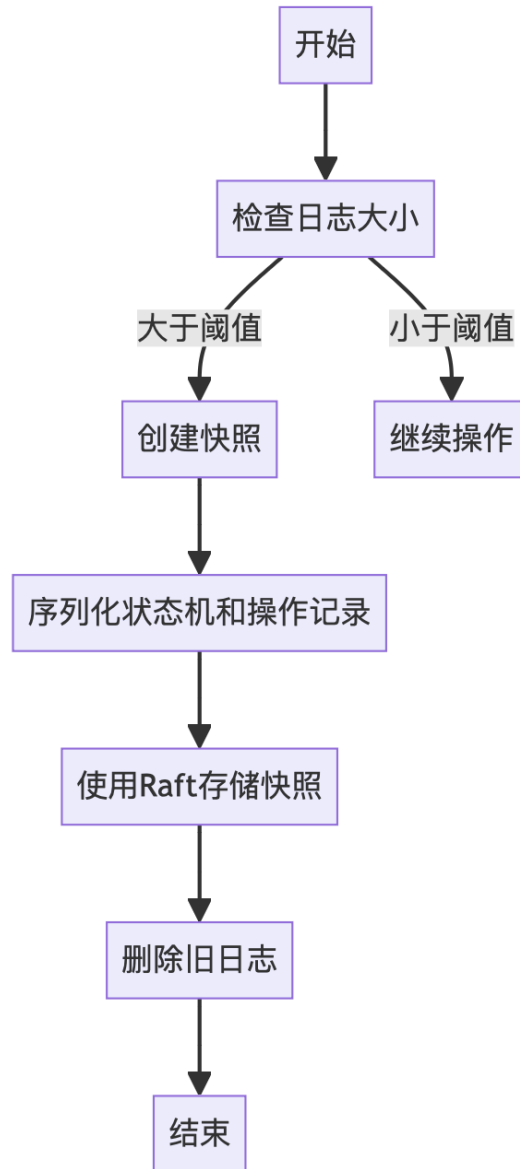 开始
检查日志大小
大于阈值
小于阈值
创建快照
继续操作
序列化状态机和操作记录
使用Raft存储快照
删除旧日志
结束